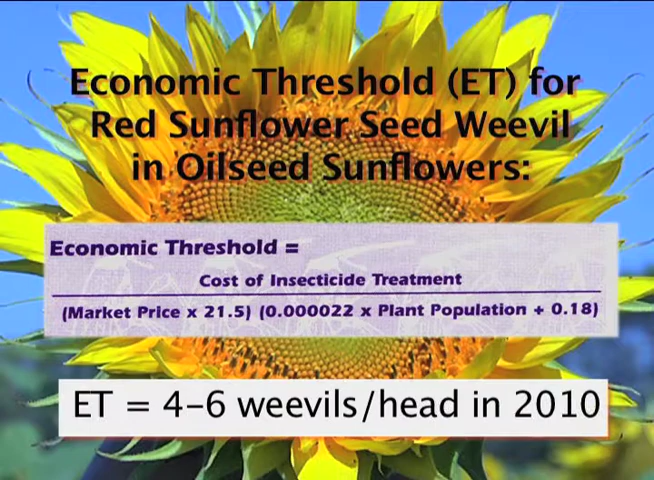 Economic Threshold (ET) for
Red Sunflower Seed Weevil
in Oilseed Sunflowers:
Economic Threshold =
Cost of Insecticide Treatment
(Market Price x 21.5) (0.000022 x Plant Population + 0.18)
ET = 4–6 weevils/head in 2010